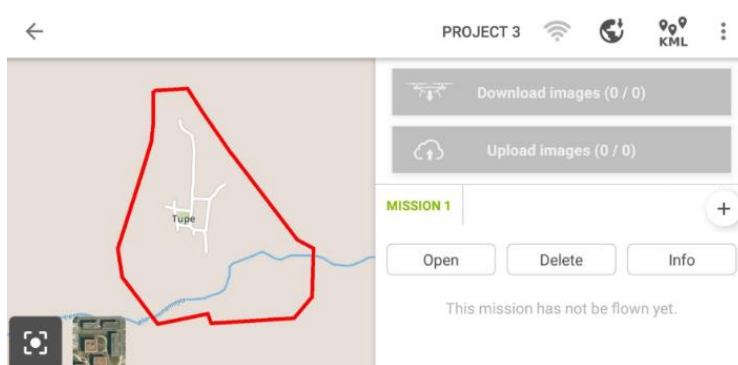 PROJECT 3
KML
Download images (0 / 0)
Upload images (0 / 0)
MISSION 1
+
Open Delete Info
This mission has not be flown yet.
Tupe